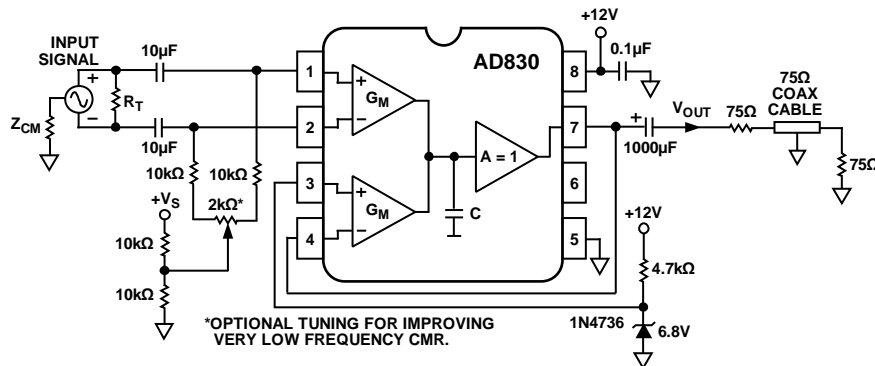 INPUT
SIGNAL
+
–
Z_CM
R_T
10µF
10µF
10kΩ
10kΩ
2kΩ*
+V_S
10kΩ
10kΩ
1
2
3
4
+
–
G_M
+
–
G_M
AD830
A = 1
C
8
7
6
5
+12V
0.1µF
+
1000µF
V_OUT
75Ω
75Ω
COAX
CABLE
75Ω
+12V
4.7kΩ
1N4736
6.8V
*OPTIONAL TUNING FOR IMPROVING
VERY LOW FREQUENCY CMR.